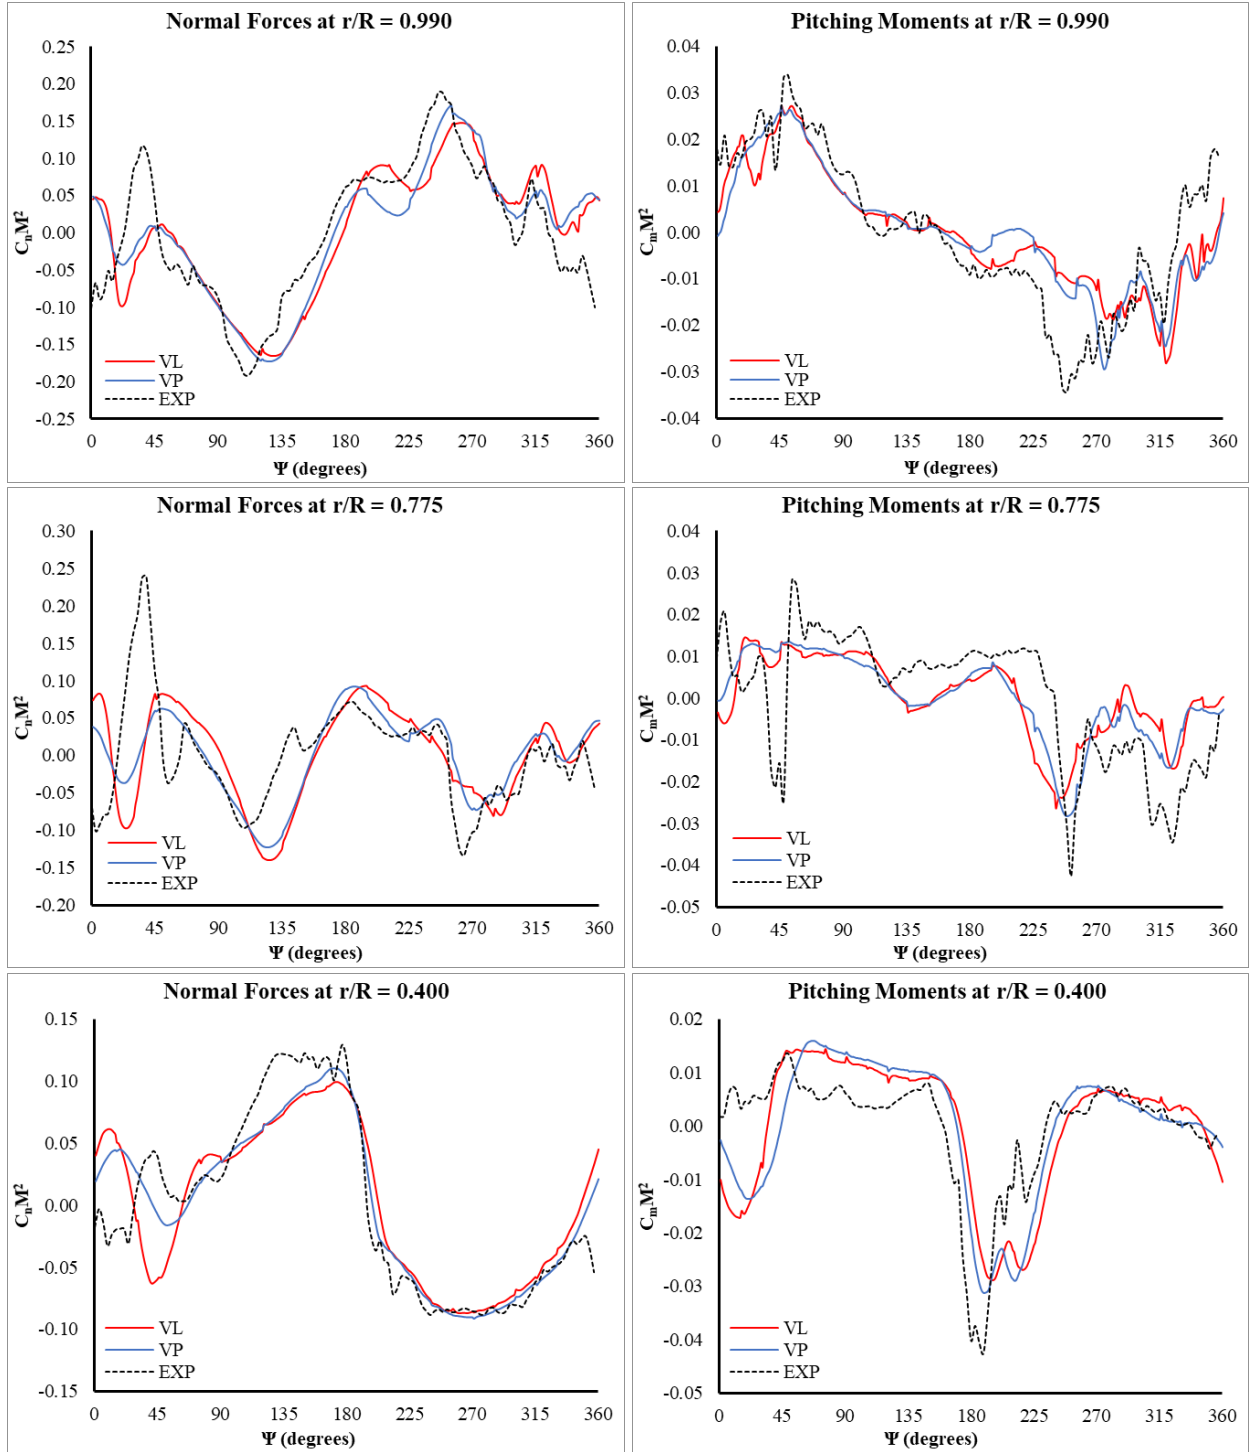 Normal Forces at r/R = 0.990
0.25
0.20
0.15
0.10
0.05
0.00
-0.05
-0.10
-0.15
-0.20
-0.25
CₙM²
VL
VP
EXP
0 45 90 135 180 225 270 315 360
Ψ (degrees)
Pitching Moments at r/R = 0.990
0.04
0.03
0.02
0.01
0.00
-0.01
-0.02
-0.03
-0.04
CₘM²
VL
VP
EXP
0 45 90 135 180 225 270 315 360
Ψ (degrees)
Normal Forces at r/R = 0.775
0.30
0.25
0.20
0.15
0.10
0.05
0.00
-0.05
-0.10
-0.15
-0.20
CₙM²
VL
VP
EXP
0 45 90 135 180 225 270 315 360
Ψ (degrees)
Pitching Moments at r/R = 0.775
0.04
0.03
0.02
0.01
0.00
-0.01
-0.02
-0.03
-0.04
-0.05
CₘM²
VL
VP
EXP
0 45 90 135 180 225 270 315 360
Ψ (degrees)
Normal Forces at r/R = 0.400
0.15
0.10
0.05
0.00
-0.05
-0.10
-0.15
CₙM²
VL
VP
EXP
0 45 90 135 180 225 270 315 360
Ψ (degrees)
Pitching Moments at r/R = 0.400
0.02
0.01
0.00
-0.01
-0.02
-0.03
-0.04
-0.05
CₘM²
VL
VP
EXP
0 45 90 135 180 225 270 315 360
Ψ (degrees)